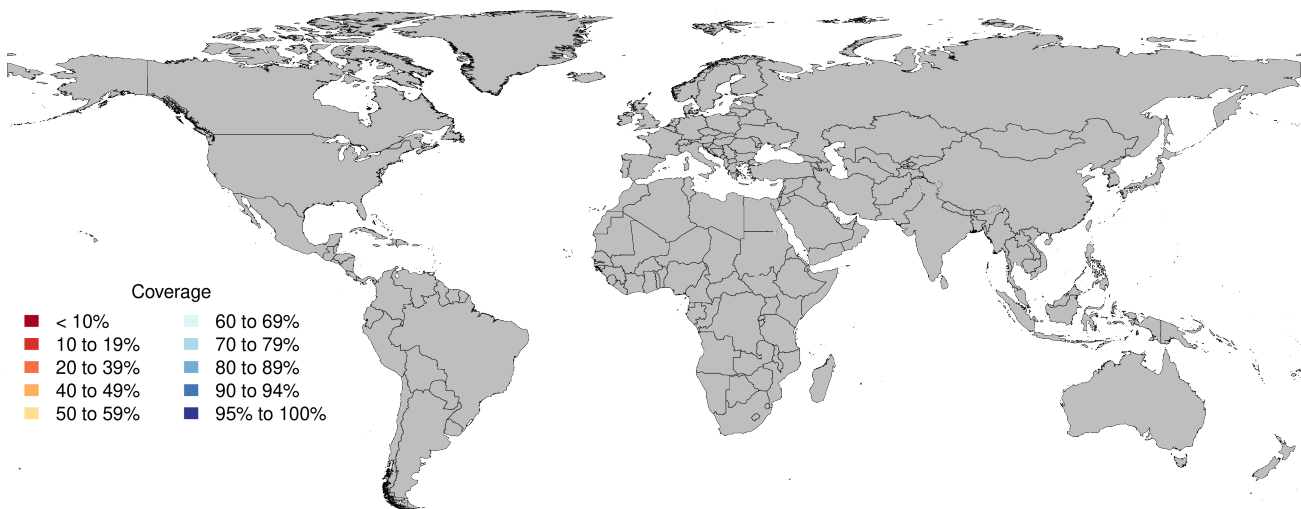 Coverage
< 10%
10 to 19%
20 to 39%
40 to 49%
50 to 59%
60 to 69%
70 to 79%
80 to 89%
90 to 94%
95% to 100%